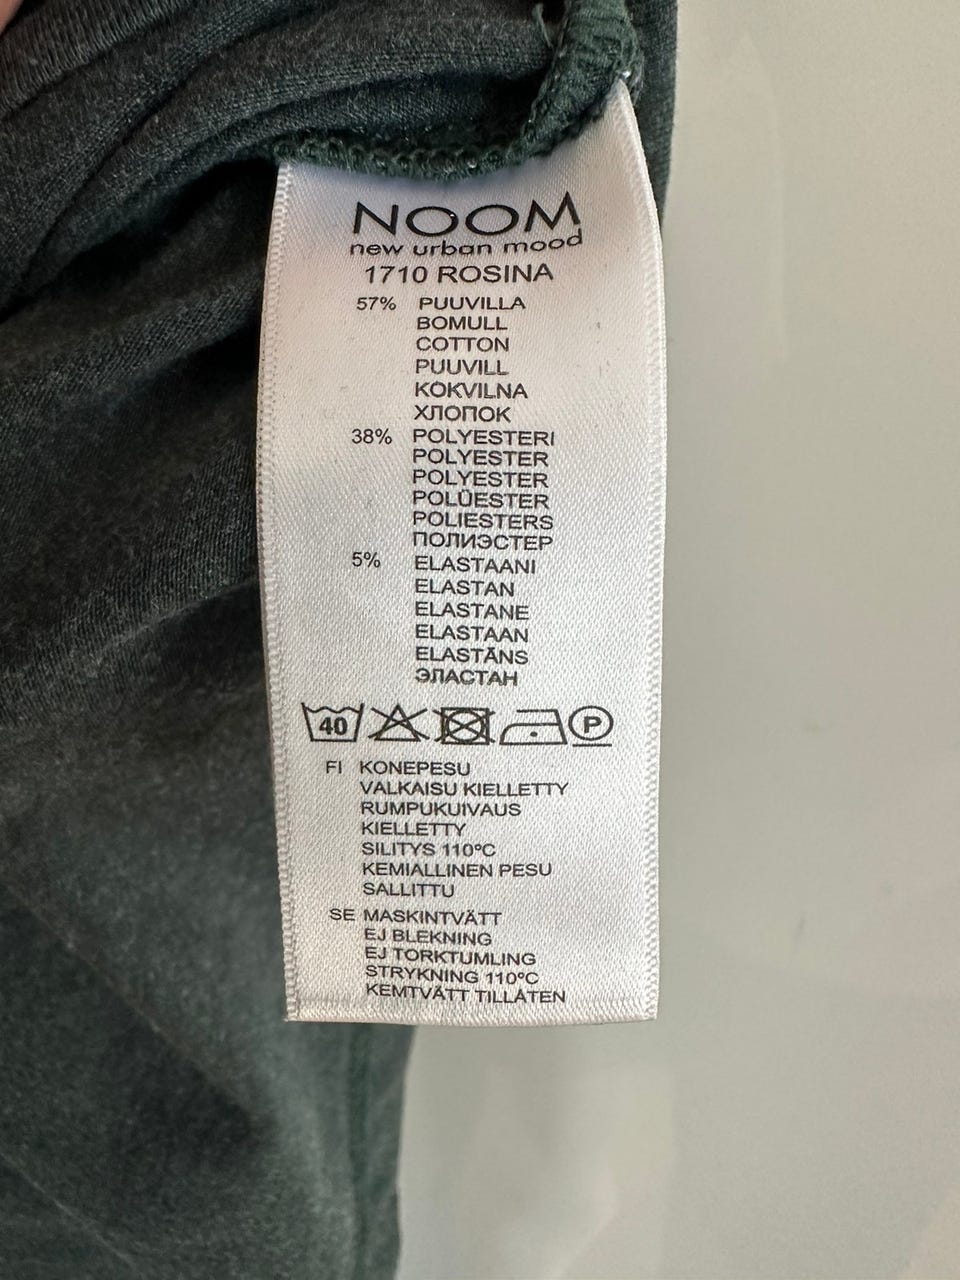 NOOM
new urban mood
1710 ROSINA
57% PUUVILLA
BOMULL
COTTON
PUUVILL
KOKVILNA
ХЛОПОК
38% POLYESTERI
POLYESTER
POLYESTER
POLÜESTER
POLIESTERS
ПОЛИЭСТЕР
5% ELASTAANI
ELASTAN
ELASTANE
ELASTAAN
ELASTĀNS
ЭЛАСТАН
40 P
FI KONEPESU
VALKAISU KIELLETTY
RUMPUKUIVAUS
KIELLETTY
SILITYS 110°C
KEMIALLINEN PESU
SALLITTU
SE MASKINTVÄTT
EJ BLEKNING
EJ TORKTUMLING
STRYKNING 110°C
KEMTVÄTT TILLÅTEN